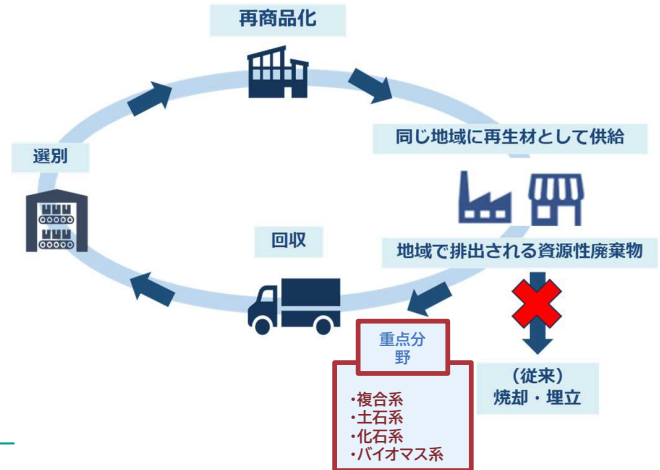 再商品化
同じ地域に再生材として供給
選別
回収
地域で排出される資源性廃棄物
重点分
野
・複合系
・土石系
・化石系
・バイオマス系
（従来）
焼却・埋立